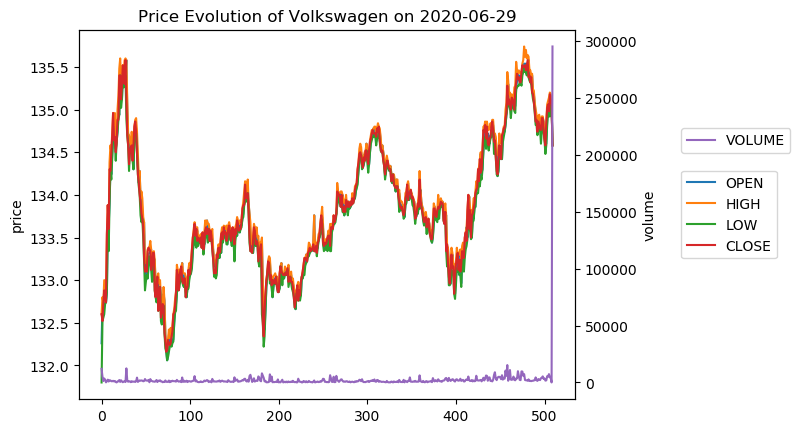 Price Evolution of Volkswagen on 2020-06-29
price
135.5
135.0
134.5
134.0
133.5
133.0
132.5
132.0
0
100
200
300
400
500
300000
250000
200000
150000
100000
50000
0
volume
VOLUME
OPEN
HIGH
LOW
CLOSE